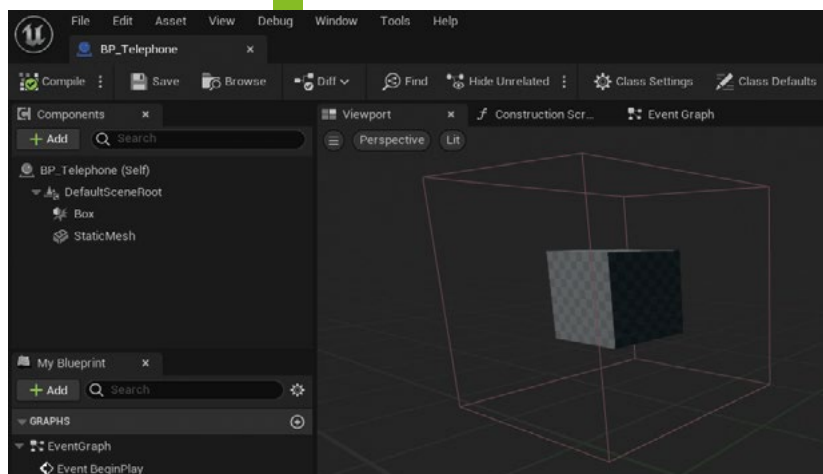 File Edit Asset View Debug Window Tools Help
BP_Telephone
Compile Save Browse Diff Find Hide Unrelated Class Settings Class Defaults
Components
Viewport Construction Scr... Event Graph
+ Add Search
Perspective Lit
BP_Telephone (Self)
DefaultSceneRoot
Box
StaticMesh
My Blueprint
+ Add Search
GRAPHS
EventGraph
Event BeginPlay